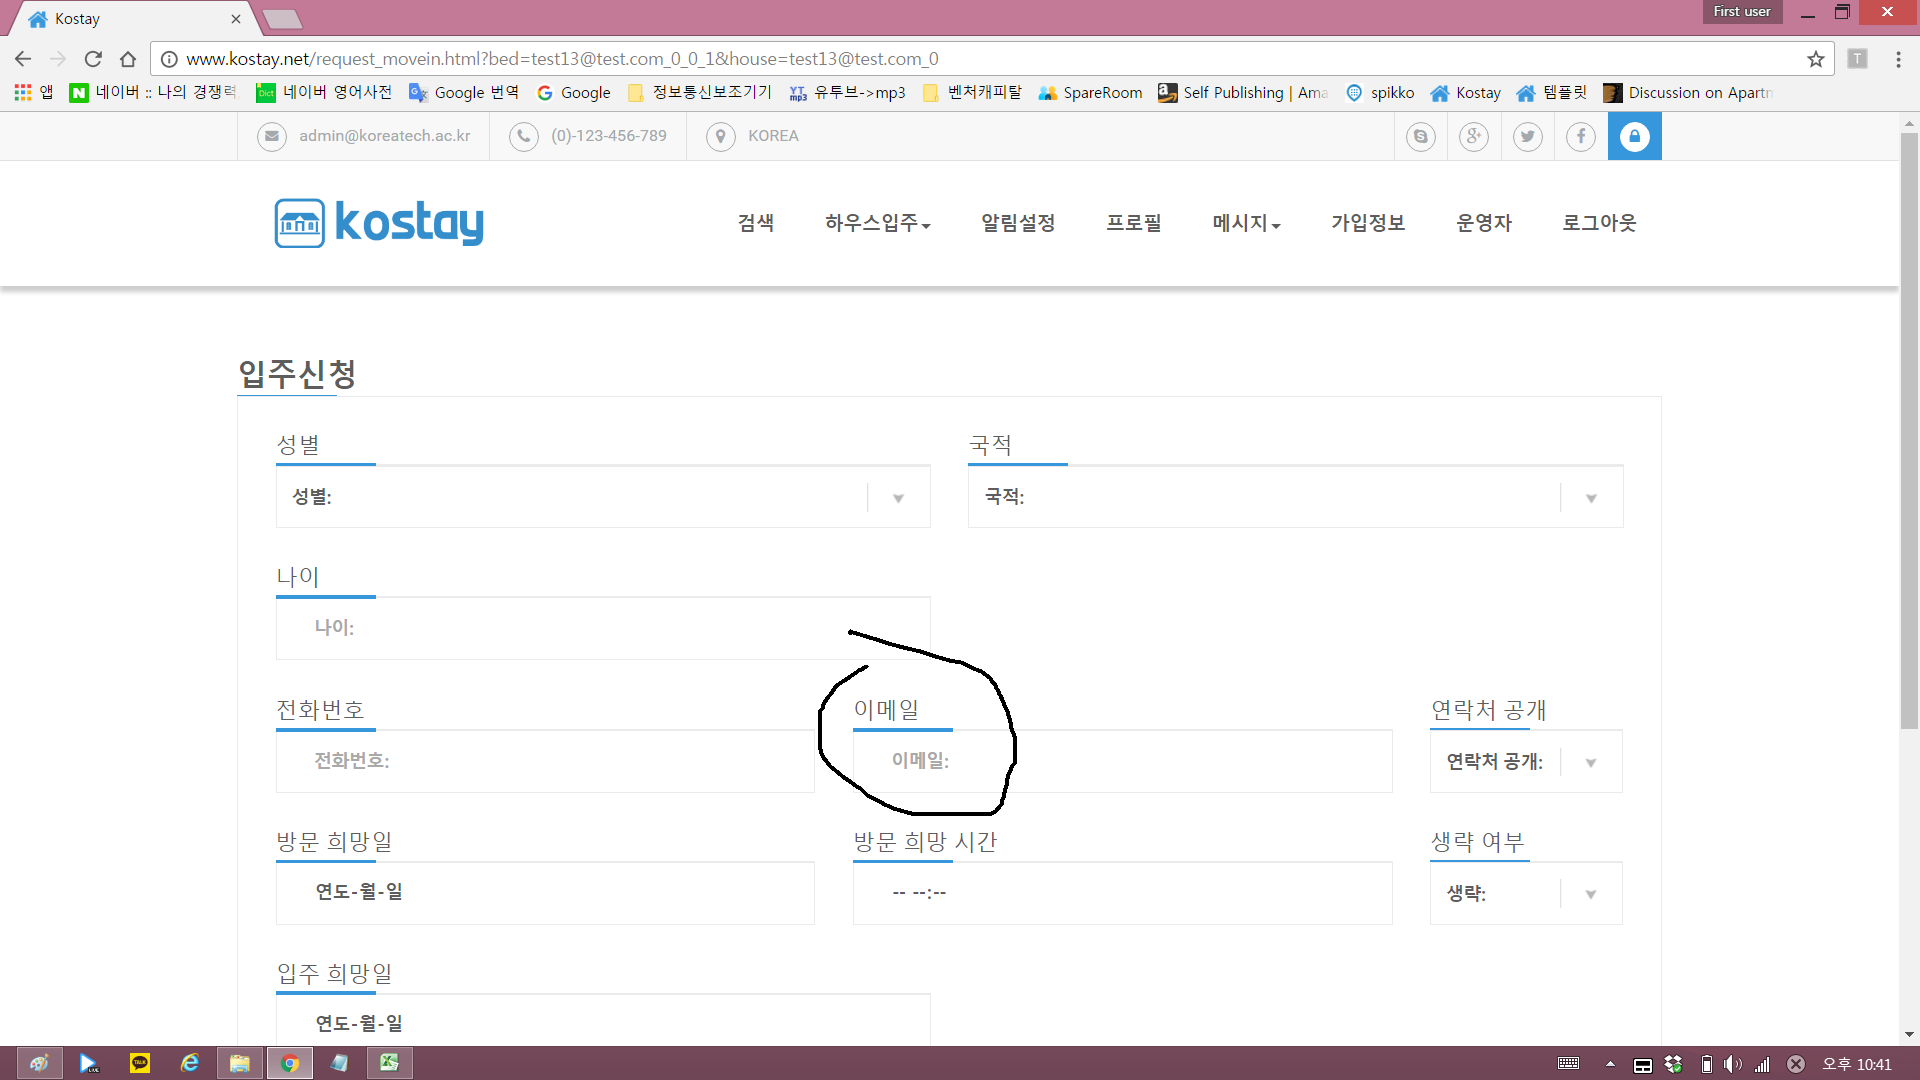 Kostay
First user
www.kostay.net/request_movein.html?bed=test13@test.com_0_0_1&house=test13@test.com_0
T
앱 네이버 :: 나의 경쟁력 네이버 영어사전 Google 번역 Google 정보통신보조기기 유투브->mp3 벤처캐피탈 SpareRoom Self Publishing | Ama spikko Kostay 템플릿 Discussion on Apartm
admin@koreatech.ac.kr (0)-123-456-789 KOREA
kostay
검색 하우스입주 알림설정 프로필 메시지 가입정보 운영자 로그아웃
입주신청
성별 국적
성별: 국적:
나이
나이:
전화번호 이메일 연락처 공개
전화번호: 이메일: 연락처 공개:
방문 희망일 방문 희망 시간 생략 여부
연도-월-일 -- --:-- 생략:
입주 희망일
연도-월-일
오후 10:41